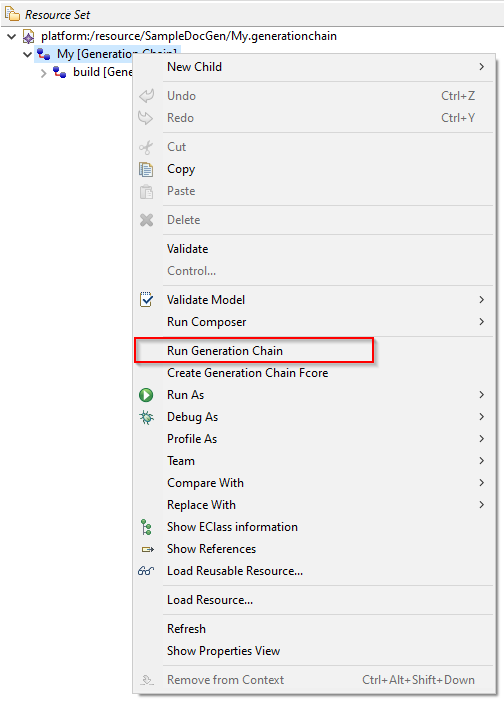 Resource Set
platform:/resource/SampleDocGen/My.generationchain
My [Generation Chain]
build [Gene
New Child
Undo Ctrl+Z
Redo Ctrl+Y
Cut
Copy
Paste
Delete
Validate
Control...
Validate Model
Run Composer
Run Generation Chain
Create Generation Chain Fcore
Run As
Debug As
Profile As
Team
Compare With
Replace With
Show EClass information
Show References
Load Reusable Resource...
Load Resource...
Refresh
Show Properties View
Remove from Context Ctrl+Alt+Shift+Down